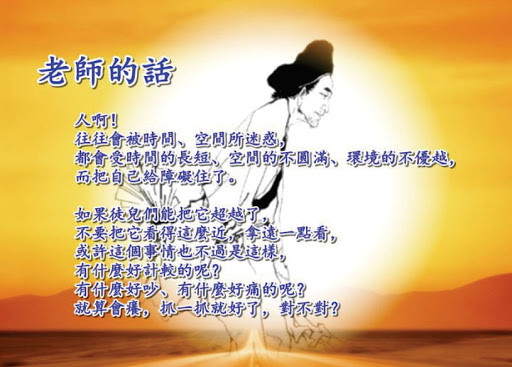 老師的話
人啊!
往往會被時間、空間所迷惑,
都會受時間的長短、空間的不圓滿、環境的不優越,
而把自己給障礙住了。
如果徒兒們能把它超越了,
不要把它看得這麼近,拿遠一點看,
或許這個事情也不過是這樣,
有什麼好計較的呢?
有什麼好吵、有什麼好痛的呢?
就算會癢,抓一抓就好了,對不對?